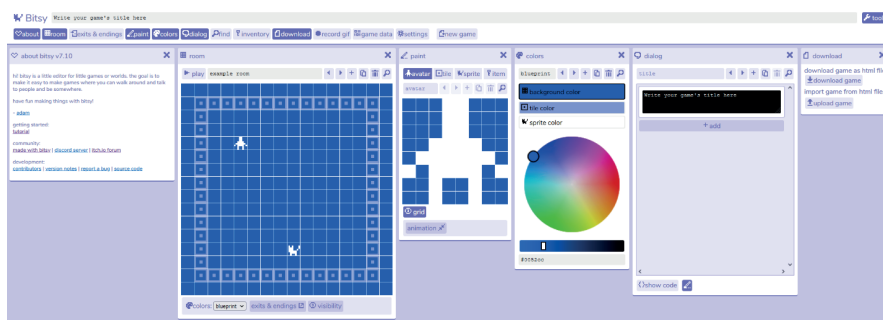 Bitsy Write your game's title here tools
about room exits & endings paint colors dialog find inventory download record gif game data settings new game
about bitsy v7.10
hi! bitsy is a little editor for little games or worlds. the goal is to
make it easy to make games where you can walk around and talk
to people and be somewhere.
have fun making things with bitsy!
- adam
getting started:
tutorial
community:
made with bitsy | discord server | itch.io forum
development:
contributors | version notes | report a bug | source code
room
play example room
colors: blueprint exits & endings visibility
paint
avatar tile sprite item
avatar
grid
animation
colors
blueprint
background color
tile color
sprite color
dialog
title
Write your game's title here
+ add
show code
download
download game as html file
download game
import game from html file
upload game